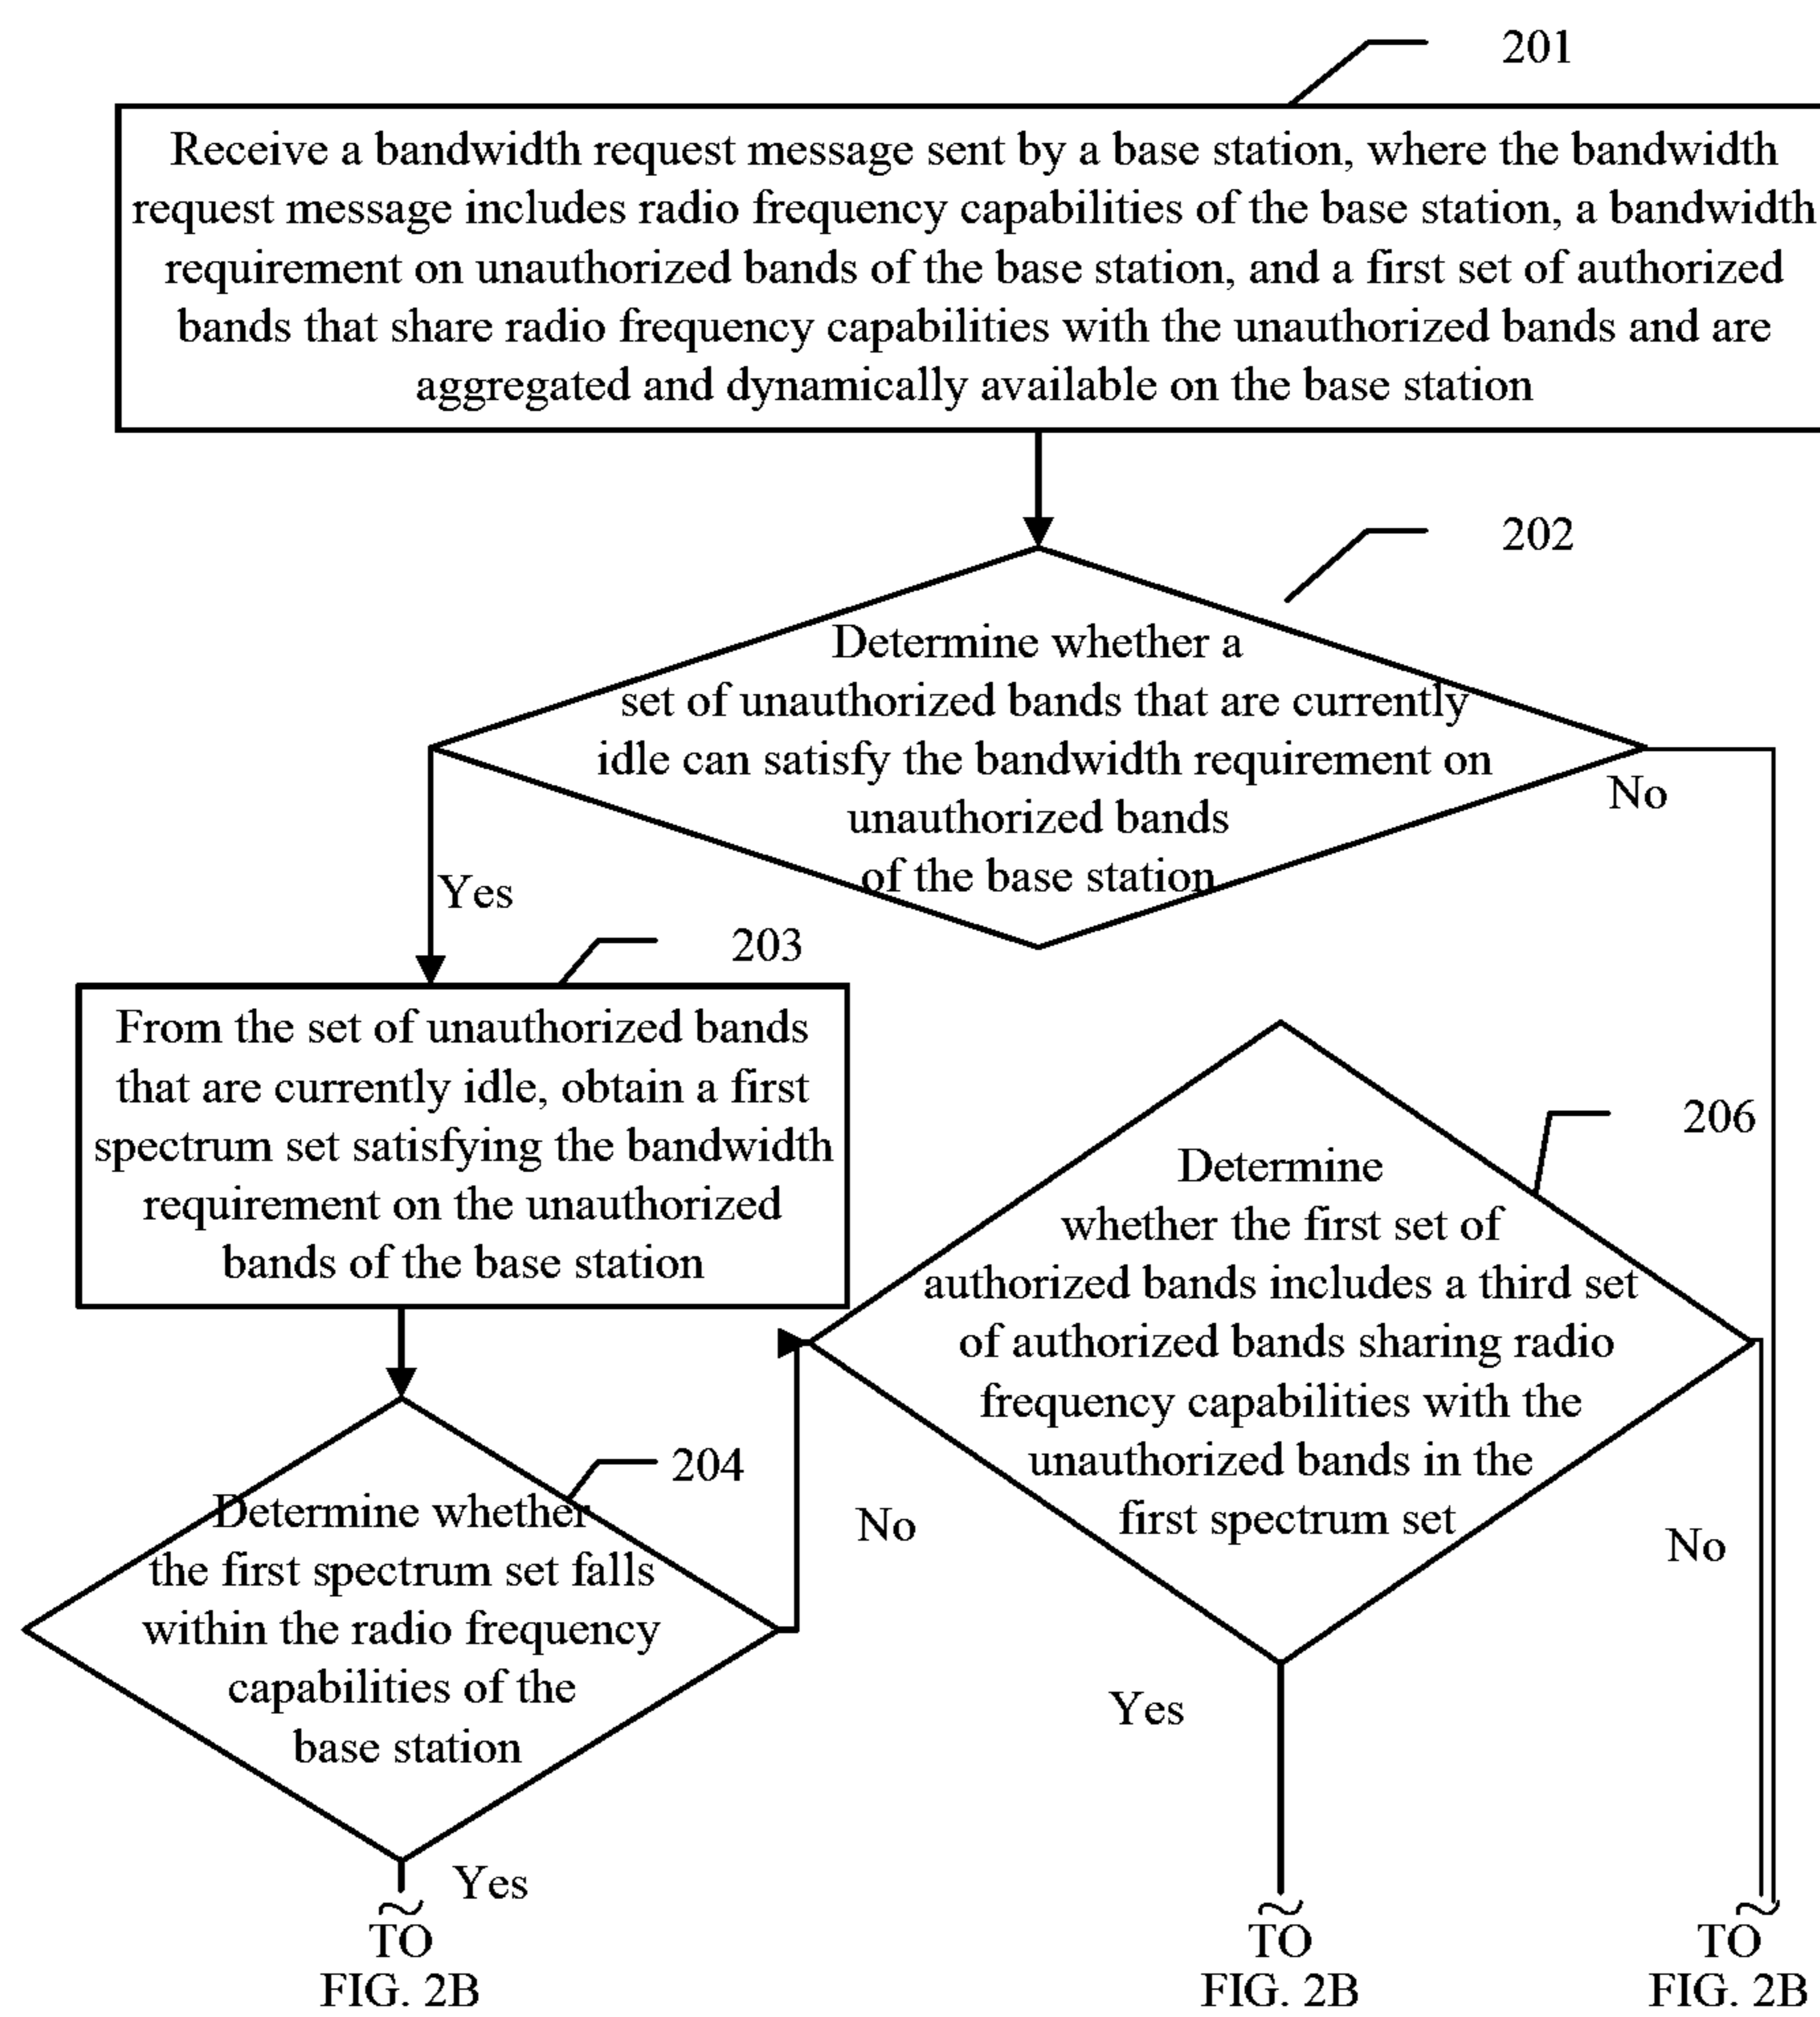 201
Receive a bandwidth request message sent by a base station, where the bandwidth
request message includes radio frequency capabilities of the base station, a bandwidth
requirement on unauthorized bands of the base station, and a first set of authorized
bands that share radio frequency capabilities with the unauthorized bands and are
aggregated and dynamically available on the base station
202
Determine whether a
set of unauthorized bands that are currently
idle can satisfy the bandwidth requirement on
unauthorized bands
of the base station
No
Yes
203
From the set of unauthorized bands
that are currently idle, obtain a first
spectrum set satisfying the bandwidth
requirement on the unauthorized
bands of the base station
206
Determine
whether the first set of
authorized bands includes a third set
of authorized bands sharing radio
frequency capabilities with the
unauthorized bands in the
first spectrum set
204
Determine whether
the first spectrum set falls
within the radio frequency
capabilities of the
base station
No
No
Yes
Yes
TO
FIG. 2B
TO
FIG. 2B
TO
FIG. 2B